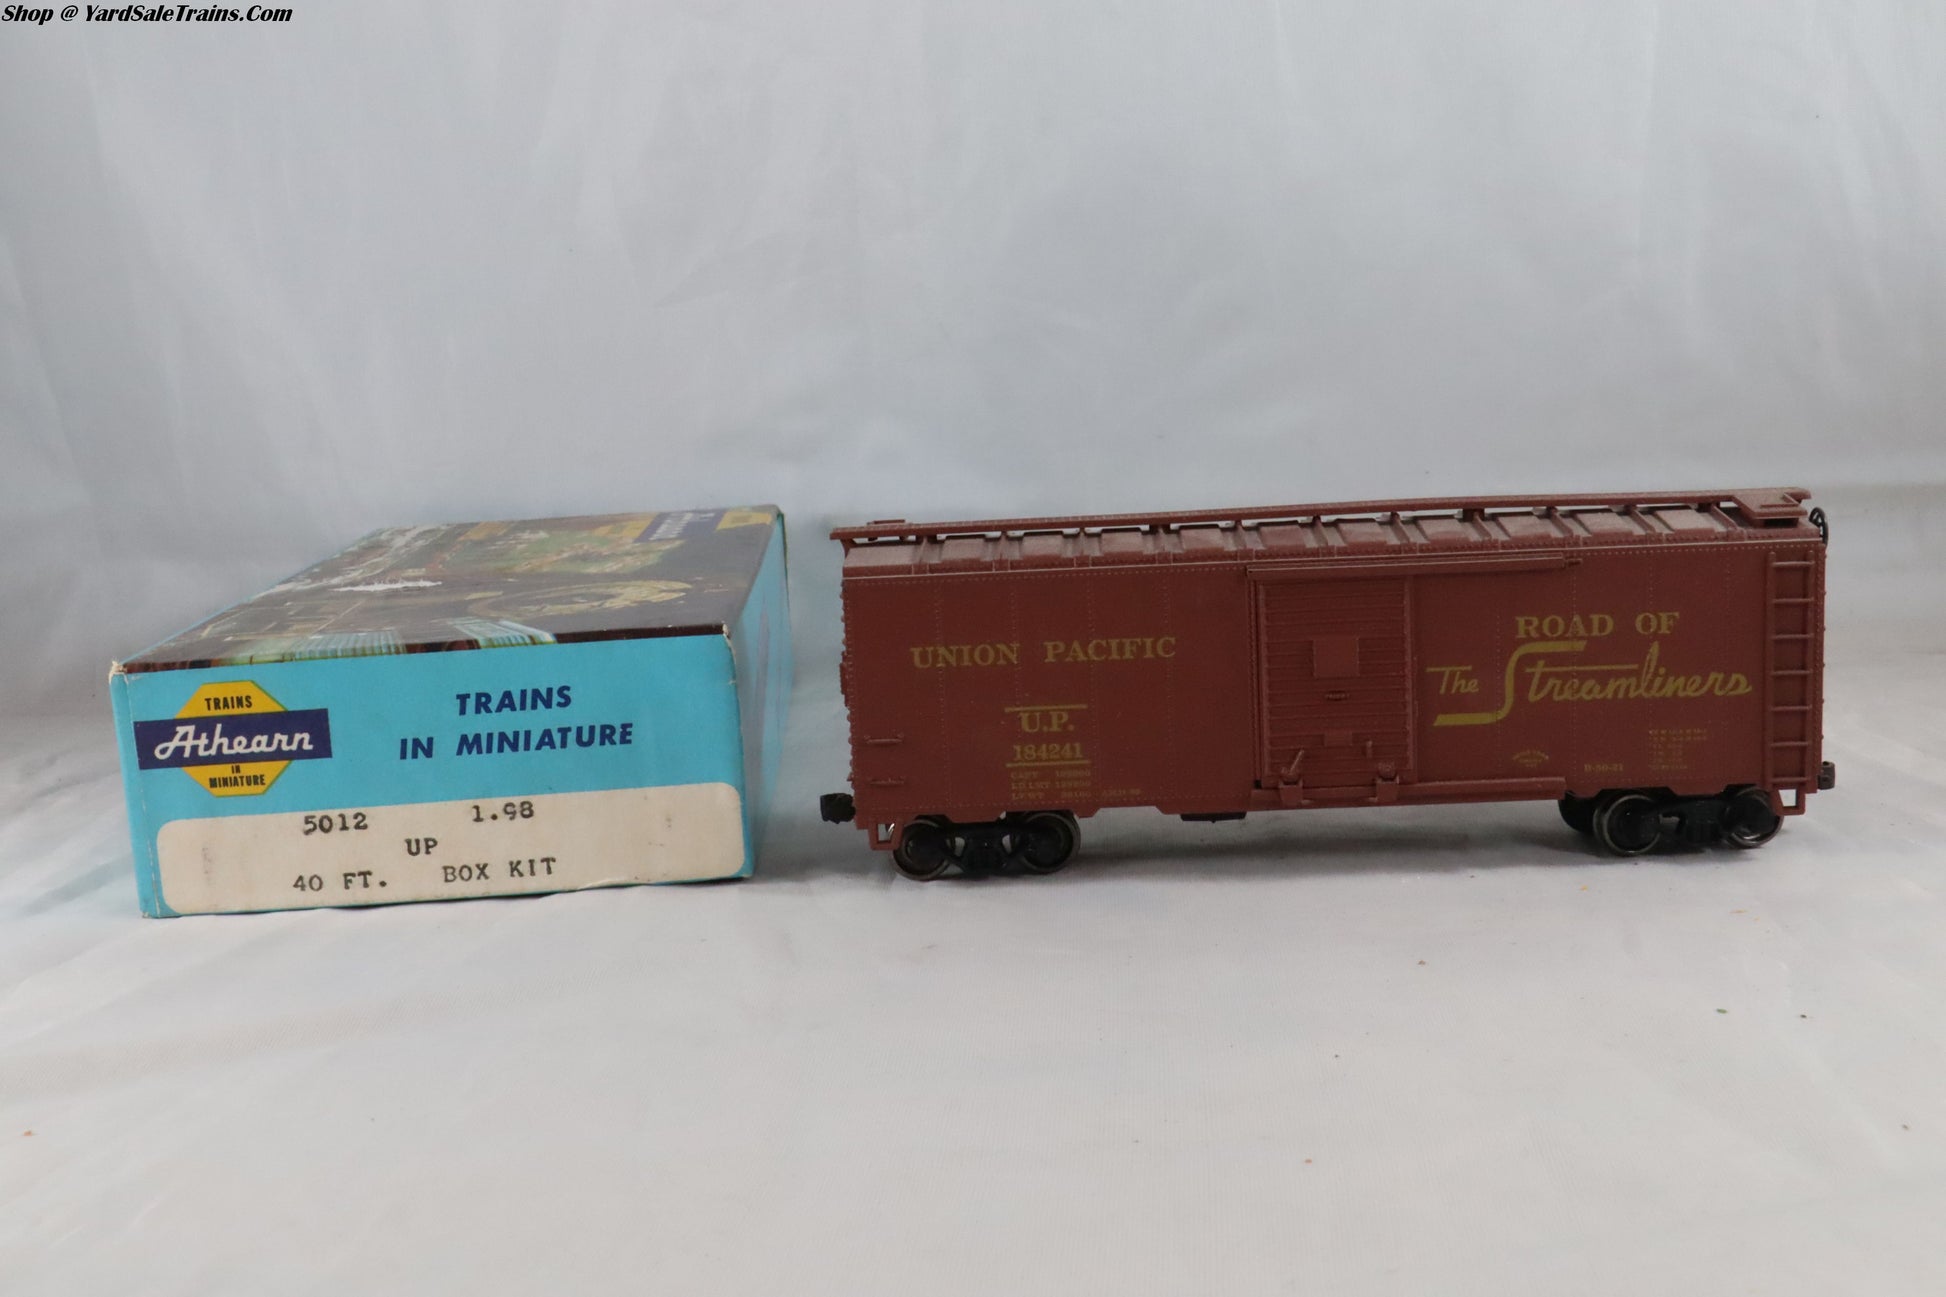 Shop @ YardSaleTrains.Com
TRAINS
Athearn
IN
MINIATURE
TRAINS
IN MINIATURE
5012 1.98
UP
40 FT. BOX KIT
UNION PACIFIC
U.P.
184241
ROAD OF
The Streamliners